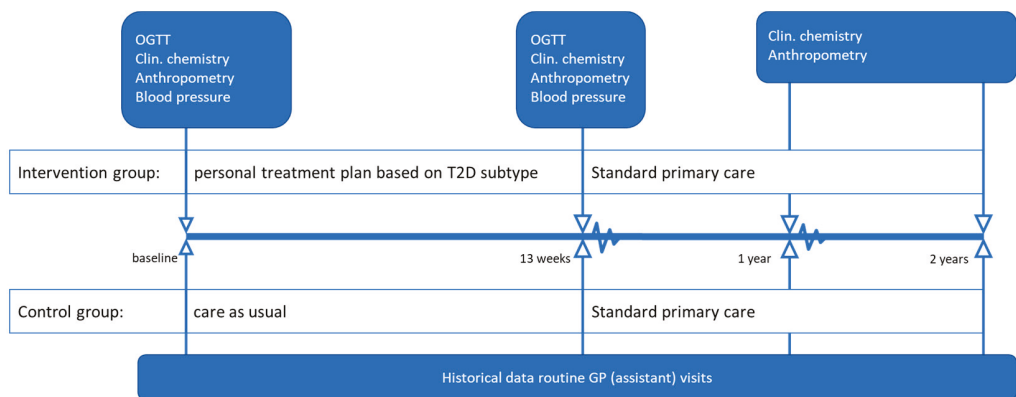 OGTT
Clin. chemistry
Anthropometry
Blood pressure
OGTT
Clin. chemistry
Anthropometry
Blood pressure
Clin. chemistry
Anthropometry
Intervention group: personal treatment plan based on T2D subtype Standard primary care
baseline 13 weeks 1 year 2 years
Control group: care as usual Standard primary care
Historical data routine GP (assistant) visits